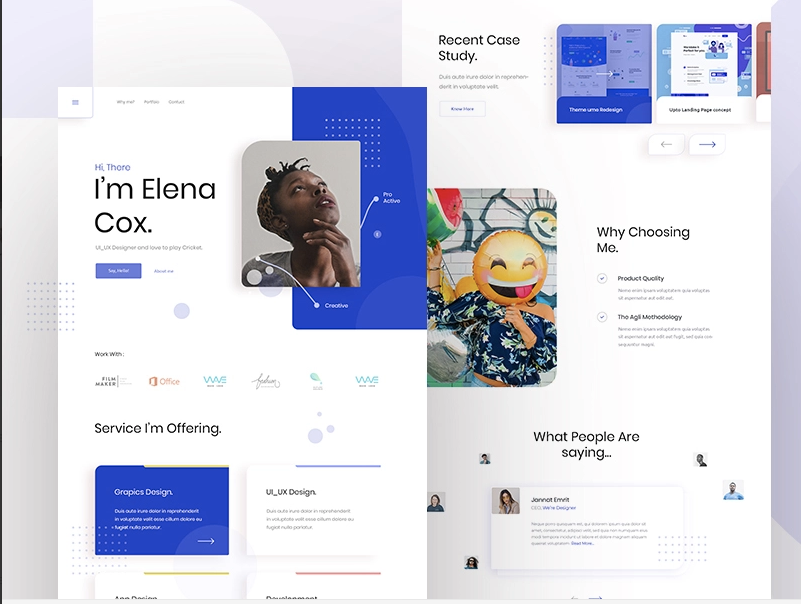 Why me?
Portfolio
Contact
Hi, There
I'm Elena
Cox.
UI_UX Designer and love to play Cricket.
Say, Hello!
About me
Pro
Active
Creative
Work With :
FILM
MAKER
Office
WAVE
fashion
WAVE
Service I'm Offering.
Grapics Design.
Duis aute irure dolor in reprehenderit
in voluptate velit esse cillum dolore eu
fugiat nulla pariatur.
UI_UX Design.
Duis aute irure dolor in reprehenderit
in voluptate velit esse cillum dolore eu
fugiat nulla pariatur.
App Design
Development
Recent Case
Study.
Duis aute irure dolor in reprehen-
derit in voluptate velit.
Know More
Theme ume Redesign
Upto Landing Page concept
Why Choosing
Me.
Product Quality
Nemo enim ipsam voluptatem quia voluptas
sit aspernatur aut odit aut.
The Agli Methodology
Nemo enim ipsam voluptatem quia voluptas
sit aspernatur aut odit aut fugit, sed quia con-
sequuntur magni.
What People Are
saying...
Jannat Emrit
CEO, We're Designer
Neque porro quisquam est, qui dolorem ipsum quia dolor sit
amet, consectetur, adipisci velit, sed quia non numquam eius
modi tempora incidunt ut labore et dolore magnam aliquam
quaerat voluptatem. Read More...